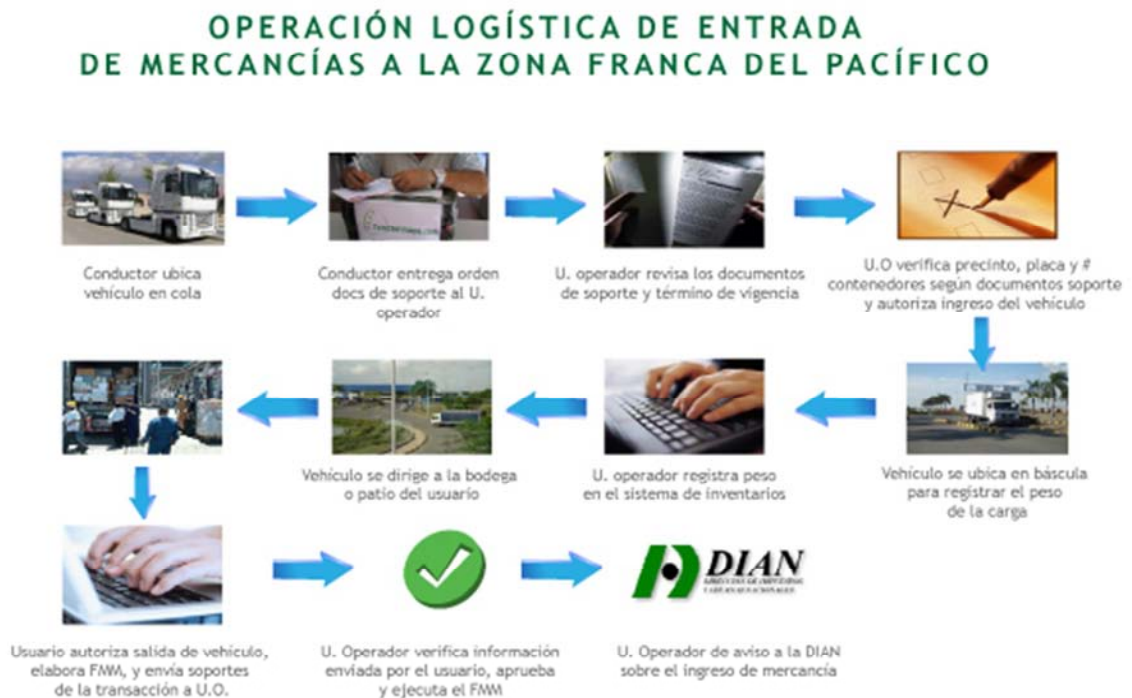 OPERACIÓN LOGÍSTICA DE ENTRADA
DE MERCANCÍAS A LA ZONA FRANCA DEL PACÍFICO
Conductor ubica
vehículo en cola
Conductor entrega orden
docs de soporte al U.
operador
U. operador revisa los documentos
de soporte y término de vigencia
U.O verifica precinto, placa y #
contenedores según documentos soporte
y autoriza ingreso del vehículo
Vehículo se ubica en báscula
para registrar el peso
de la carga
U. operador registra peso
en el sistema de inventarios
Vehículo se dirige a la bodega
o patio del usuario
Usuario autoriza salida de vehículo,
elabora FMM, y envía soportes
de la transacción a U.O.
U. Operador verifica información
enviada por el usuario, aprueba
y ejecuta el FMM
DIAN
U. Operador de aviso a la DIAN
sobre el ingreso de mercancía